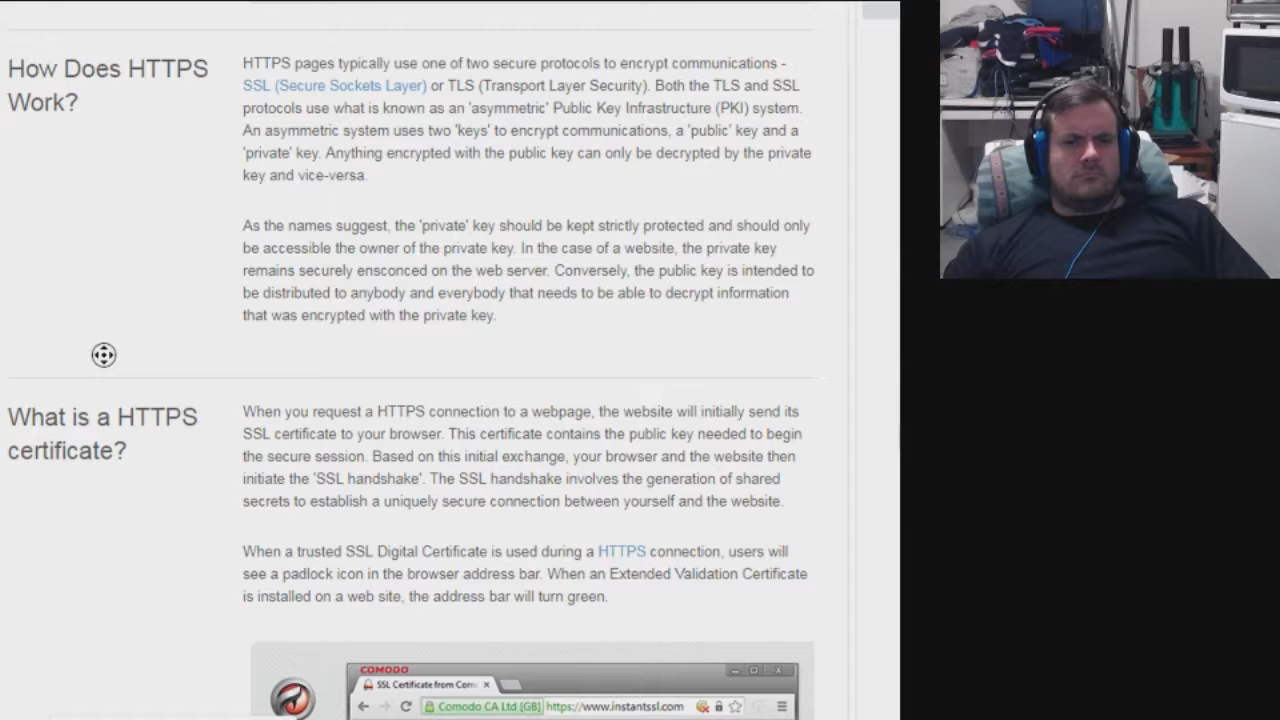 How Does HTTPS
Work?
HTTPS pages typically use one of two secure protocols to encrypt communications -
SSL (Secure Sockets Layer) or TLS (Transport Layer Security). Both the TLS and SSL
protocols use what is known as an 'asymmetric' Public Key Infrastructure (PKI) system.
An asymmetric system uses two 'keys' to encrypt communications, a 'public' key and a
'private' key. Anything encrypted with the public key can only be decrypted by the private
key and vice-versa.
As the names suggest, the 'private' key should be kept strictly protected and should only
be accessible the owner of the private key. In the case of a website, the private key
remains securely ensconced on the web server. Conversely, the public key is intended to
be distributed to anybody and everybody that needs to be able to decrypt information
that was encrypted with the private key.
What is a HTTPS
certificate?
When you request a HTTPS connection to a webpage, the website will initially send its
SSL certificate to your browser. This certificate contains the public key needed to begin
the secure session. Based on this initial exchange, your browser and the website then
initiate the 'SSL handshake'. The SSL handshake involves the generation of shared
secrets to establish a uniquely secure connection between yourself and the website.
When a trusted SSL Digital Certificate is used during a HTTPS connection, users will
see a padlock icon in the browser address bar. When an Extended Validation Certificate
is installed on a web site, the address bar will turn green.
COMODO
SSL Certificate from Com
Comodo CA Ltd [GB] https://www.instantssl.com